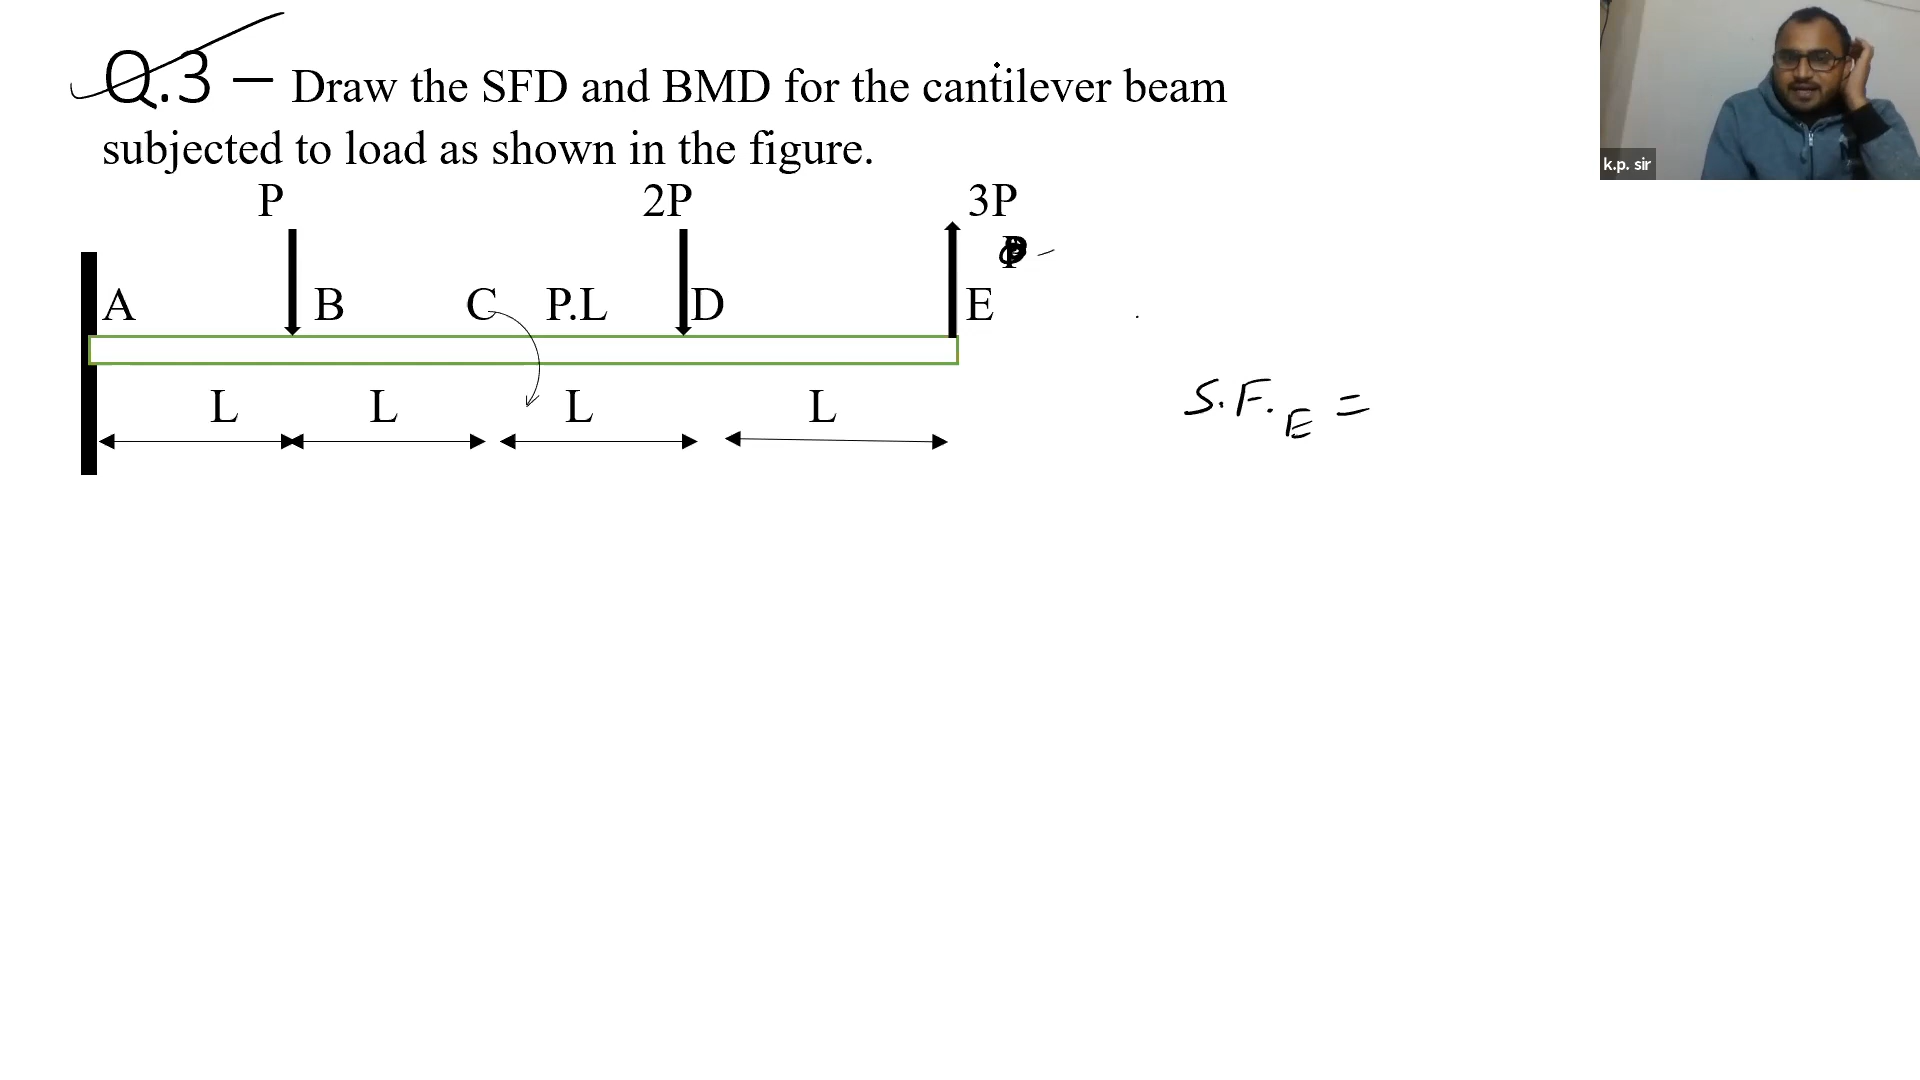 Q.3 – Draw the SFD and BMD for the cantilever beam
subjected to load as shown in the figure.
P 2P 3P
A B C P.L D E
L L L L
S.F. E =
k.p. sir